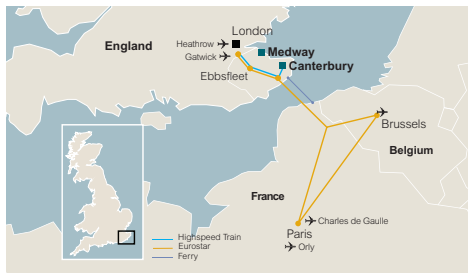 London
England
Heathrow
Medway
Gatwick
Canterbury
Ebbsfleet
Brussels
Belgium
France
Charles de Gaulle
Paris
Orly
Highspeed Train
Eurostar
Ferry